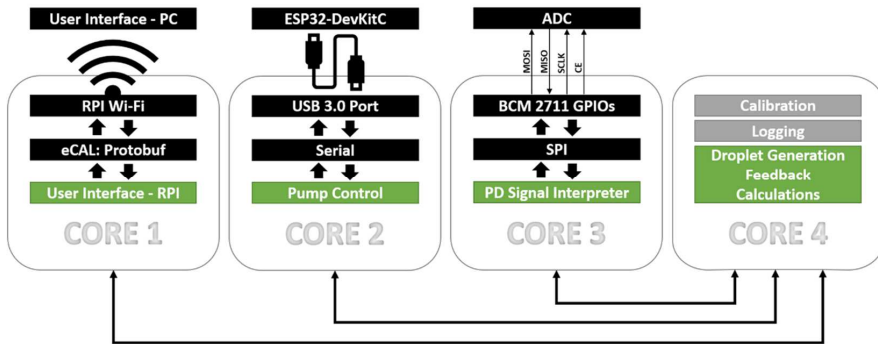 User Interface - PC
ESP32-DevKitC
ADC
MOSI
MISO
SCLK
CE
RPI Wi-Fi
USB 3.0 Port
BCM 2711 GPIOs
Calibration
eCAL: Protobuf
Serial
SPI
Logging
User Interface - RPI
Pump Control
PD Signal Interpreter
Droplet Generation
Feedback
Calculations
CORE 1
CORE 2
CORE 3
CORE 4